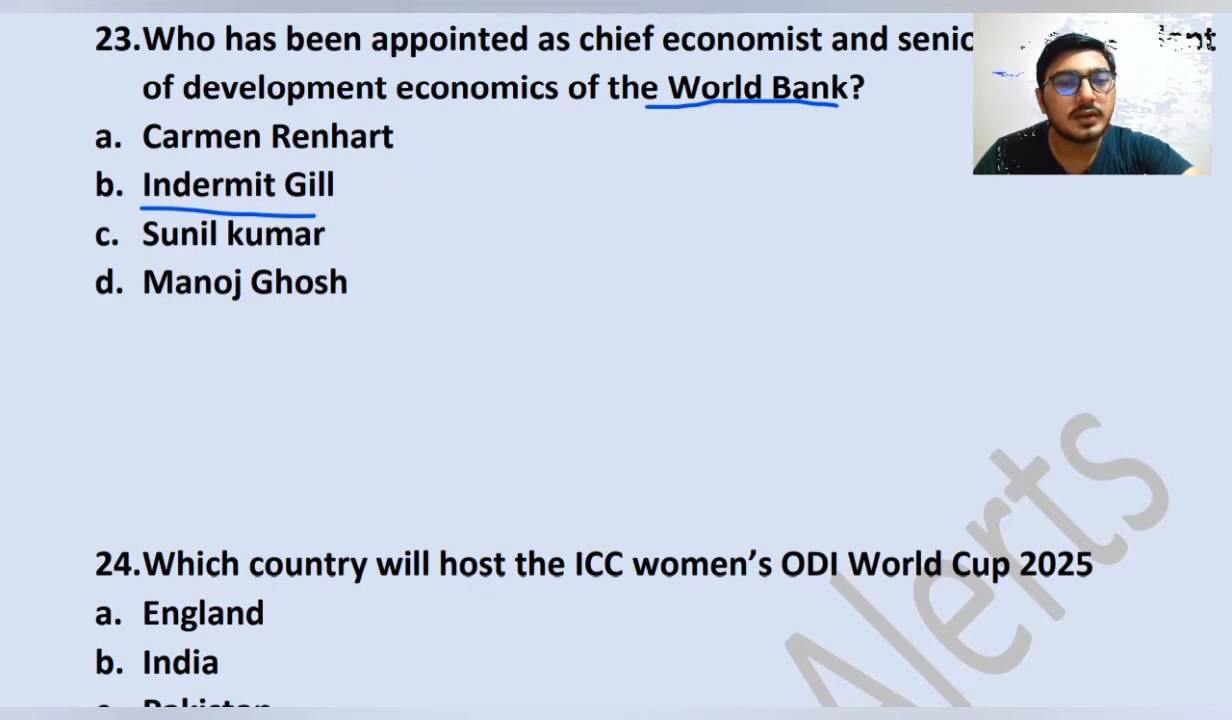 23.Who has been appointed as chief economist and
of development economics of the World Bank?
a. Carmen Renhart
b. Indermit Gill
c. Sunil kumar
d. Manoj Ghosh
24.Which country will host the ICC women's ODI World Cup 2025
a. England
b. India
Alerts